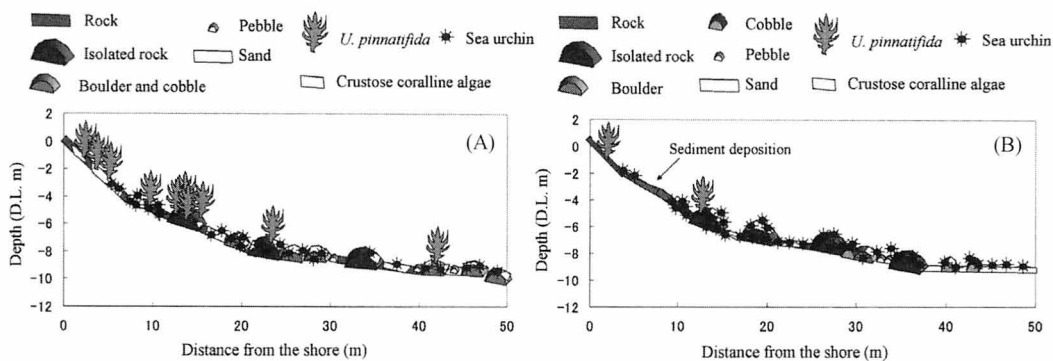 Rock
Pebble
U. pinnatifida
Sea urchin
Isolated rock
Sand
Boulder and cobble
Crustose coralline algae
(A)
2
0
−2
−4
−6
−8
−10
−12
Depth (D.L. m)
0 10 20 30 40 50
Distance from the shore (m)
Rock
Cobble
U. pinnatifida
Sea urchin
Isolated rock
Pebble
Boulder
Sand
Crustose coralline algae
(B)
Sediment deposition
2
0
−2
−4
−6
−8
−10
−12
Depth (D.L. m)
0 10 20 30 40 50
Distance from the shore (m)